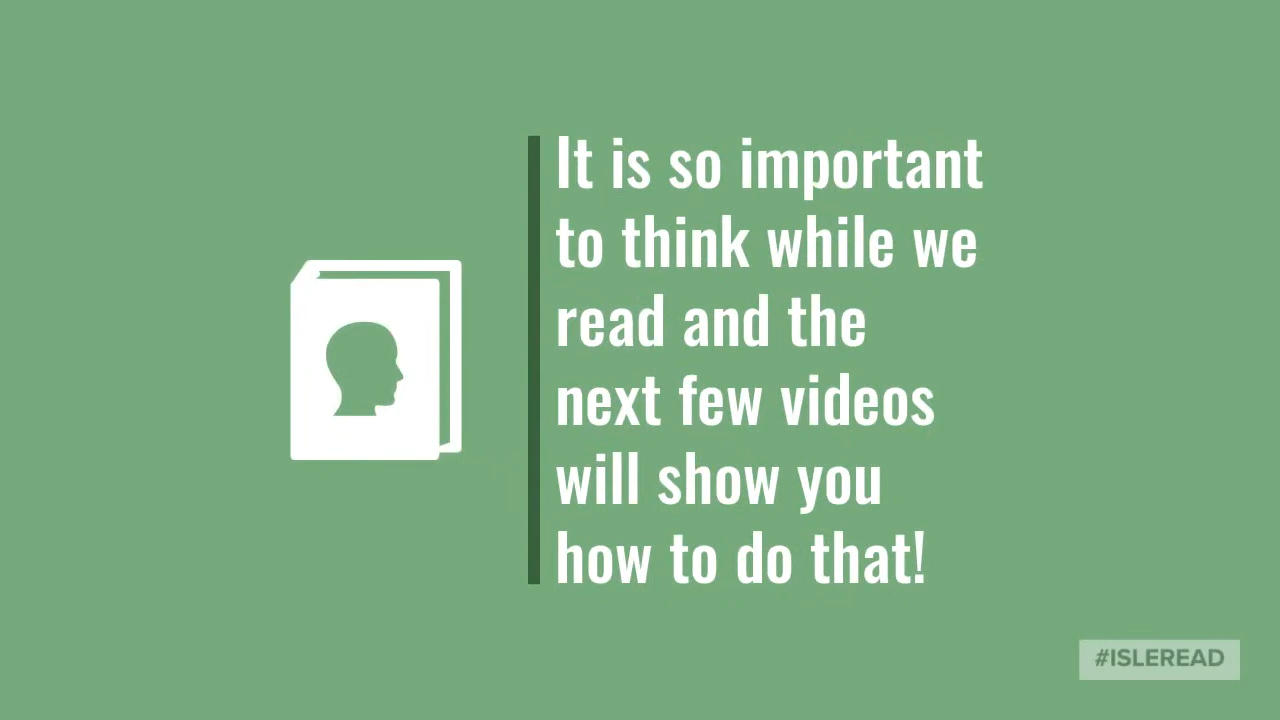 It is so important
to think while we
read and the
next few videos
will show you
how to do that!
#ISLEREAD